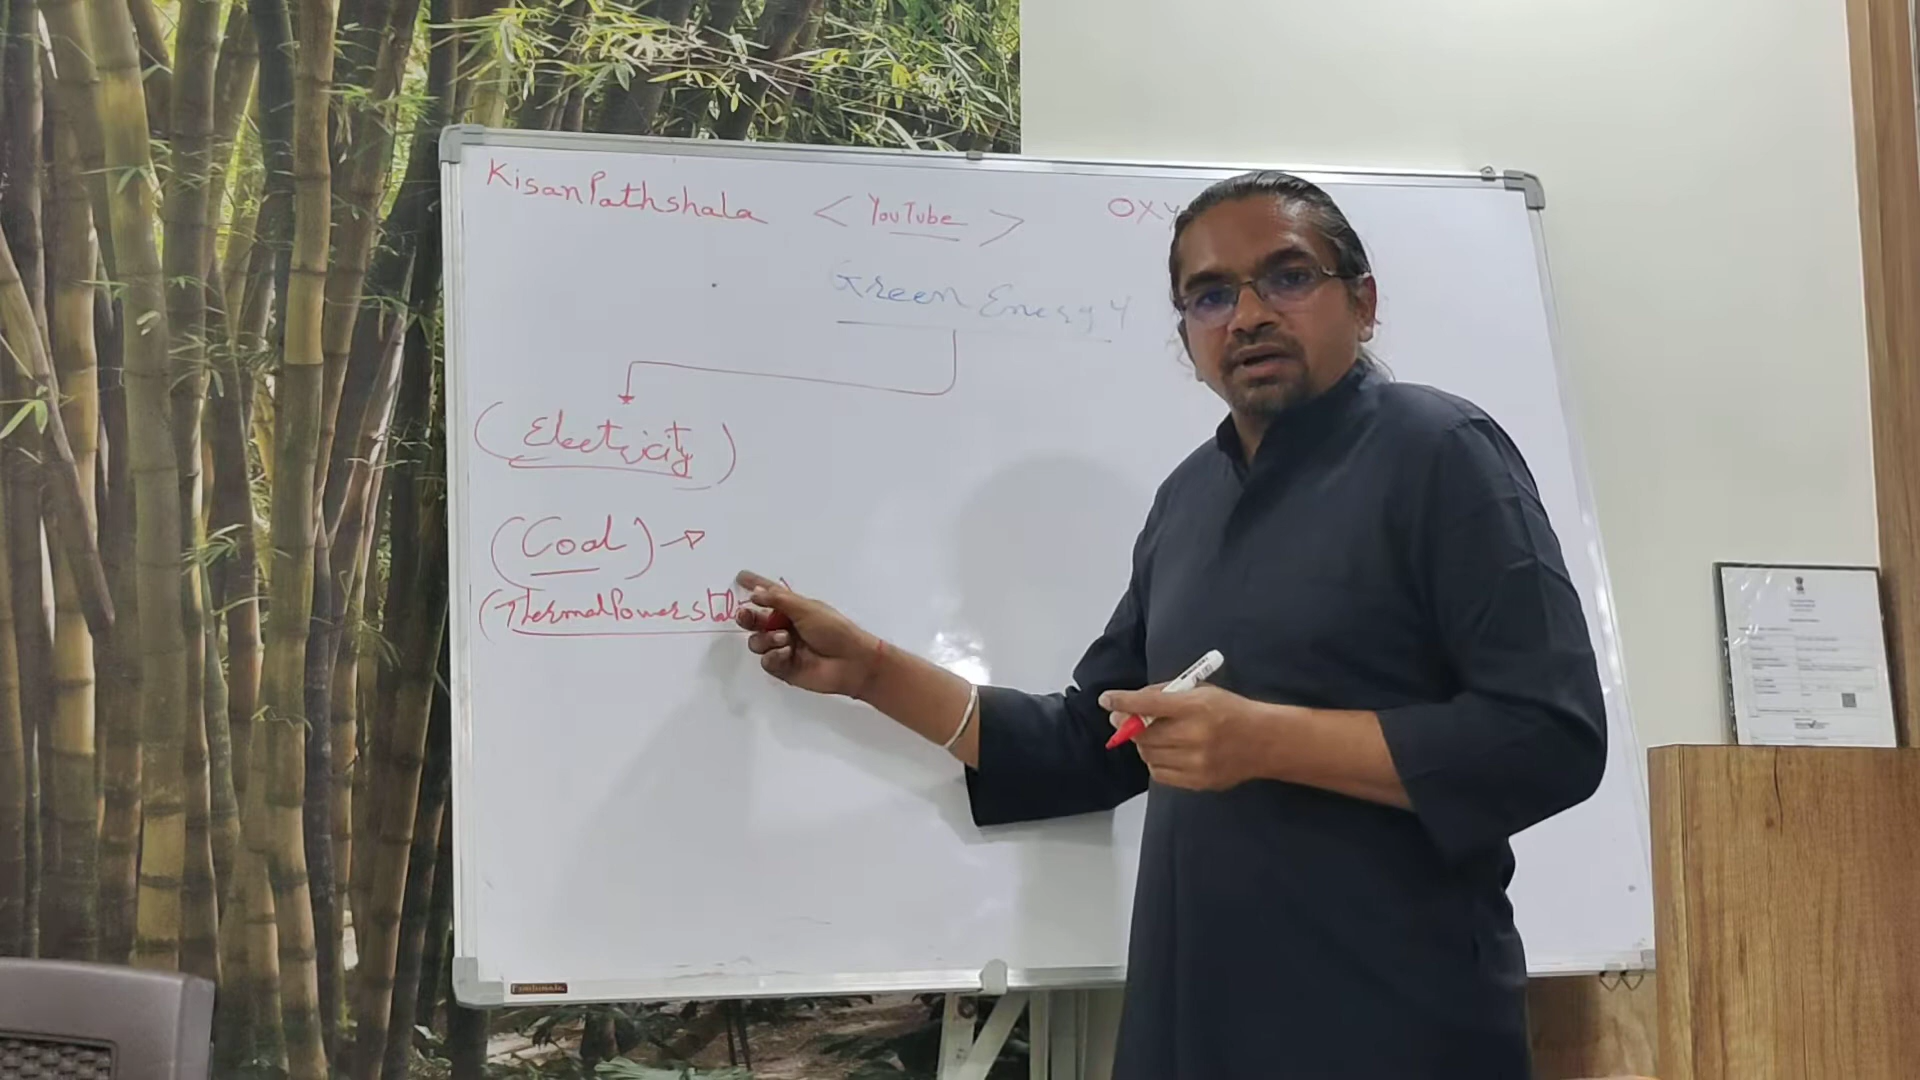 KisanPathshala < YouTube > OXY
Green Energy
(Electricity)
(Coal) →
(ThermalPowerstati